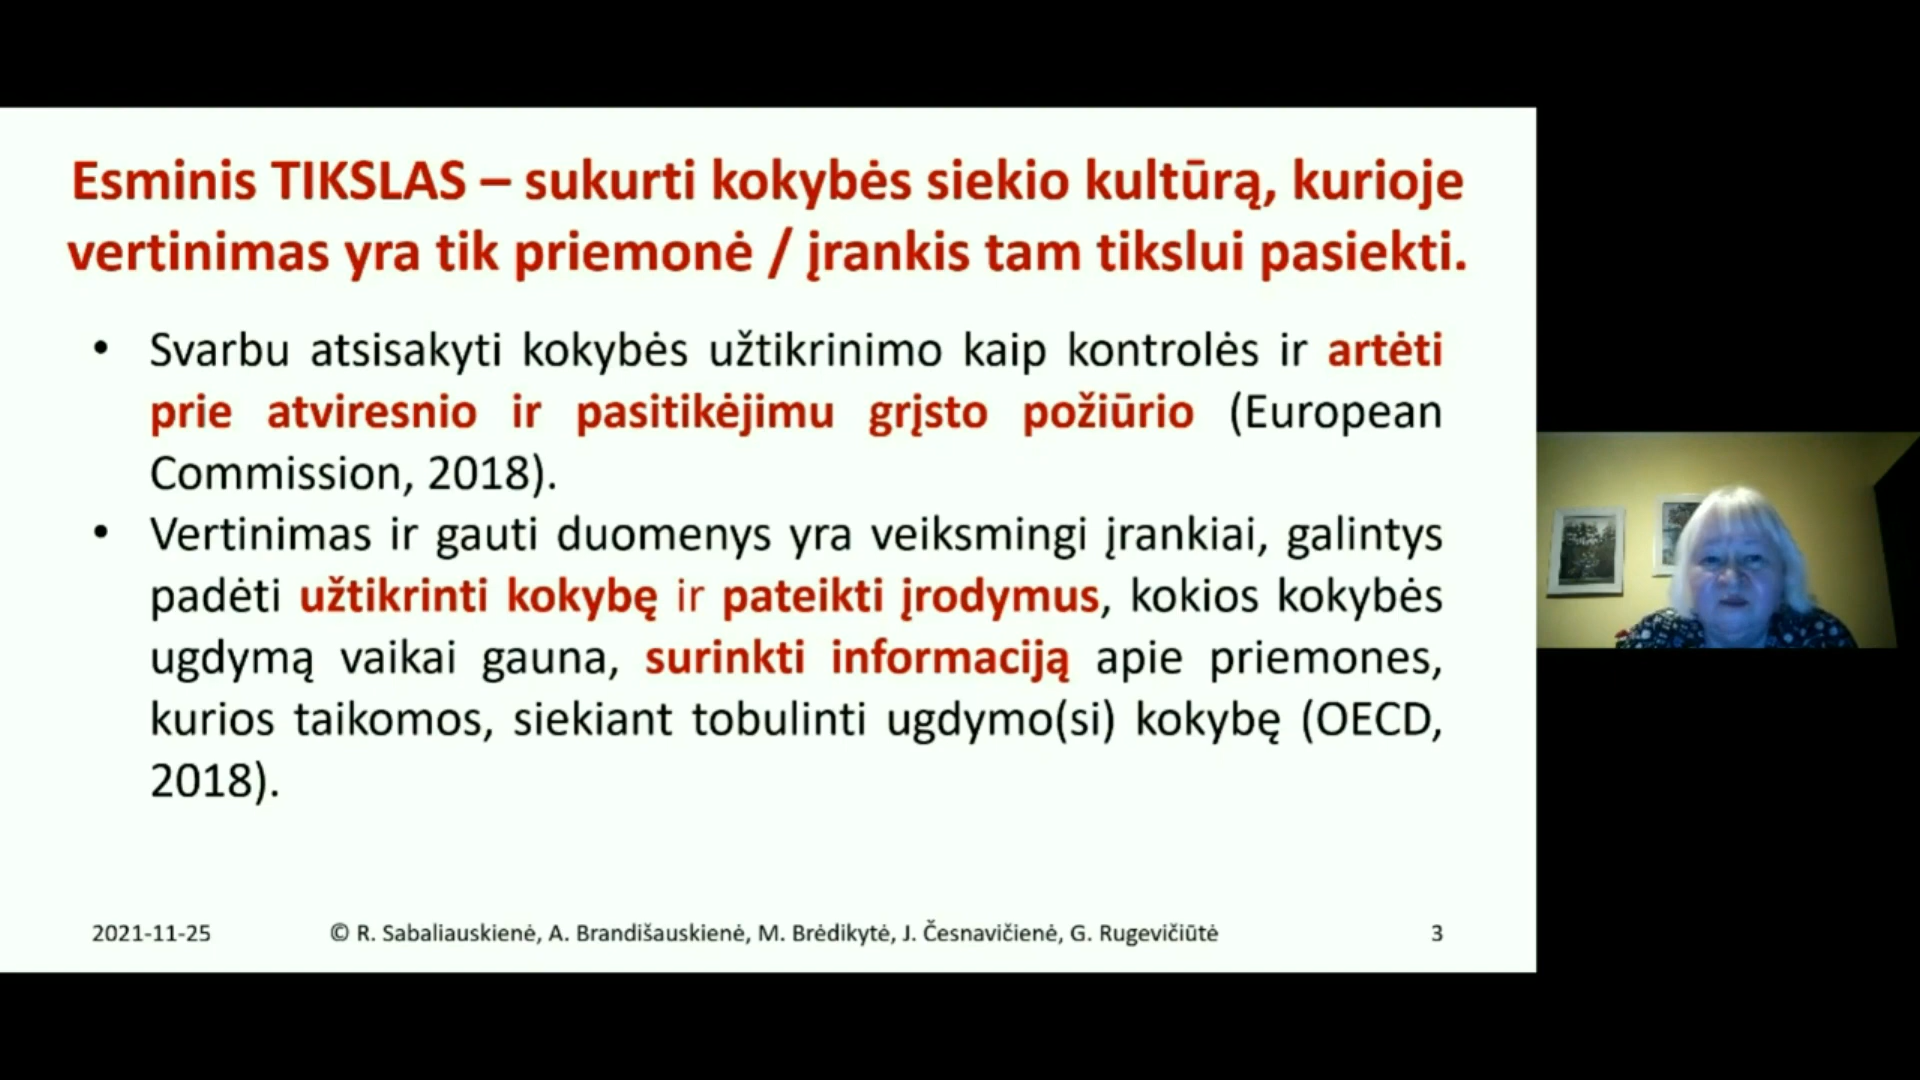 Esminis TIKSLAS – sukurti kokybės siekio kultūrą, kurioje
vertinimas yra tik priemonė / įrankis tam tikslui pasiekti.
• Svarbu atsisakyti kokybės užtikrinimo kaip kontrolės ir artėti
prie atviresnio ir pasitikėjimu grįsto požiūrio (European
Commission, 2018).
• Vertinimas ir gauti duomenys yra veiksmingi įrankiai, galintys
padėti užtikrinti kokybę ir pateikti įrodymus, kokios kokybės
ugdymą vaikai gauna, surinkti informaciją apie priemones,
kurios taikomos, siekiant tobulinti ugdymo(si) kokybę (OECD,
2018).
2021-11-25 © R. Sabaliauskienė, A. Brandišauskienė, M. Brėdikytė, J. Česnavičienė, G. Rugevičiūtė 3